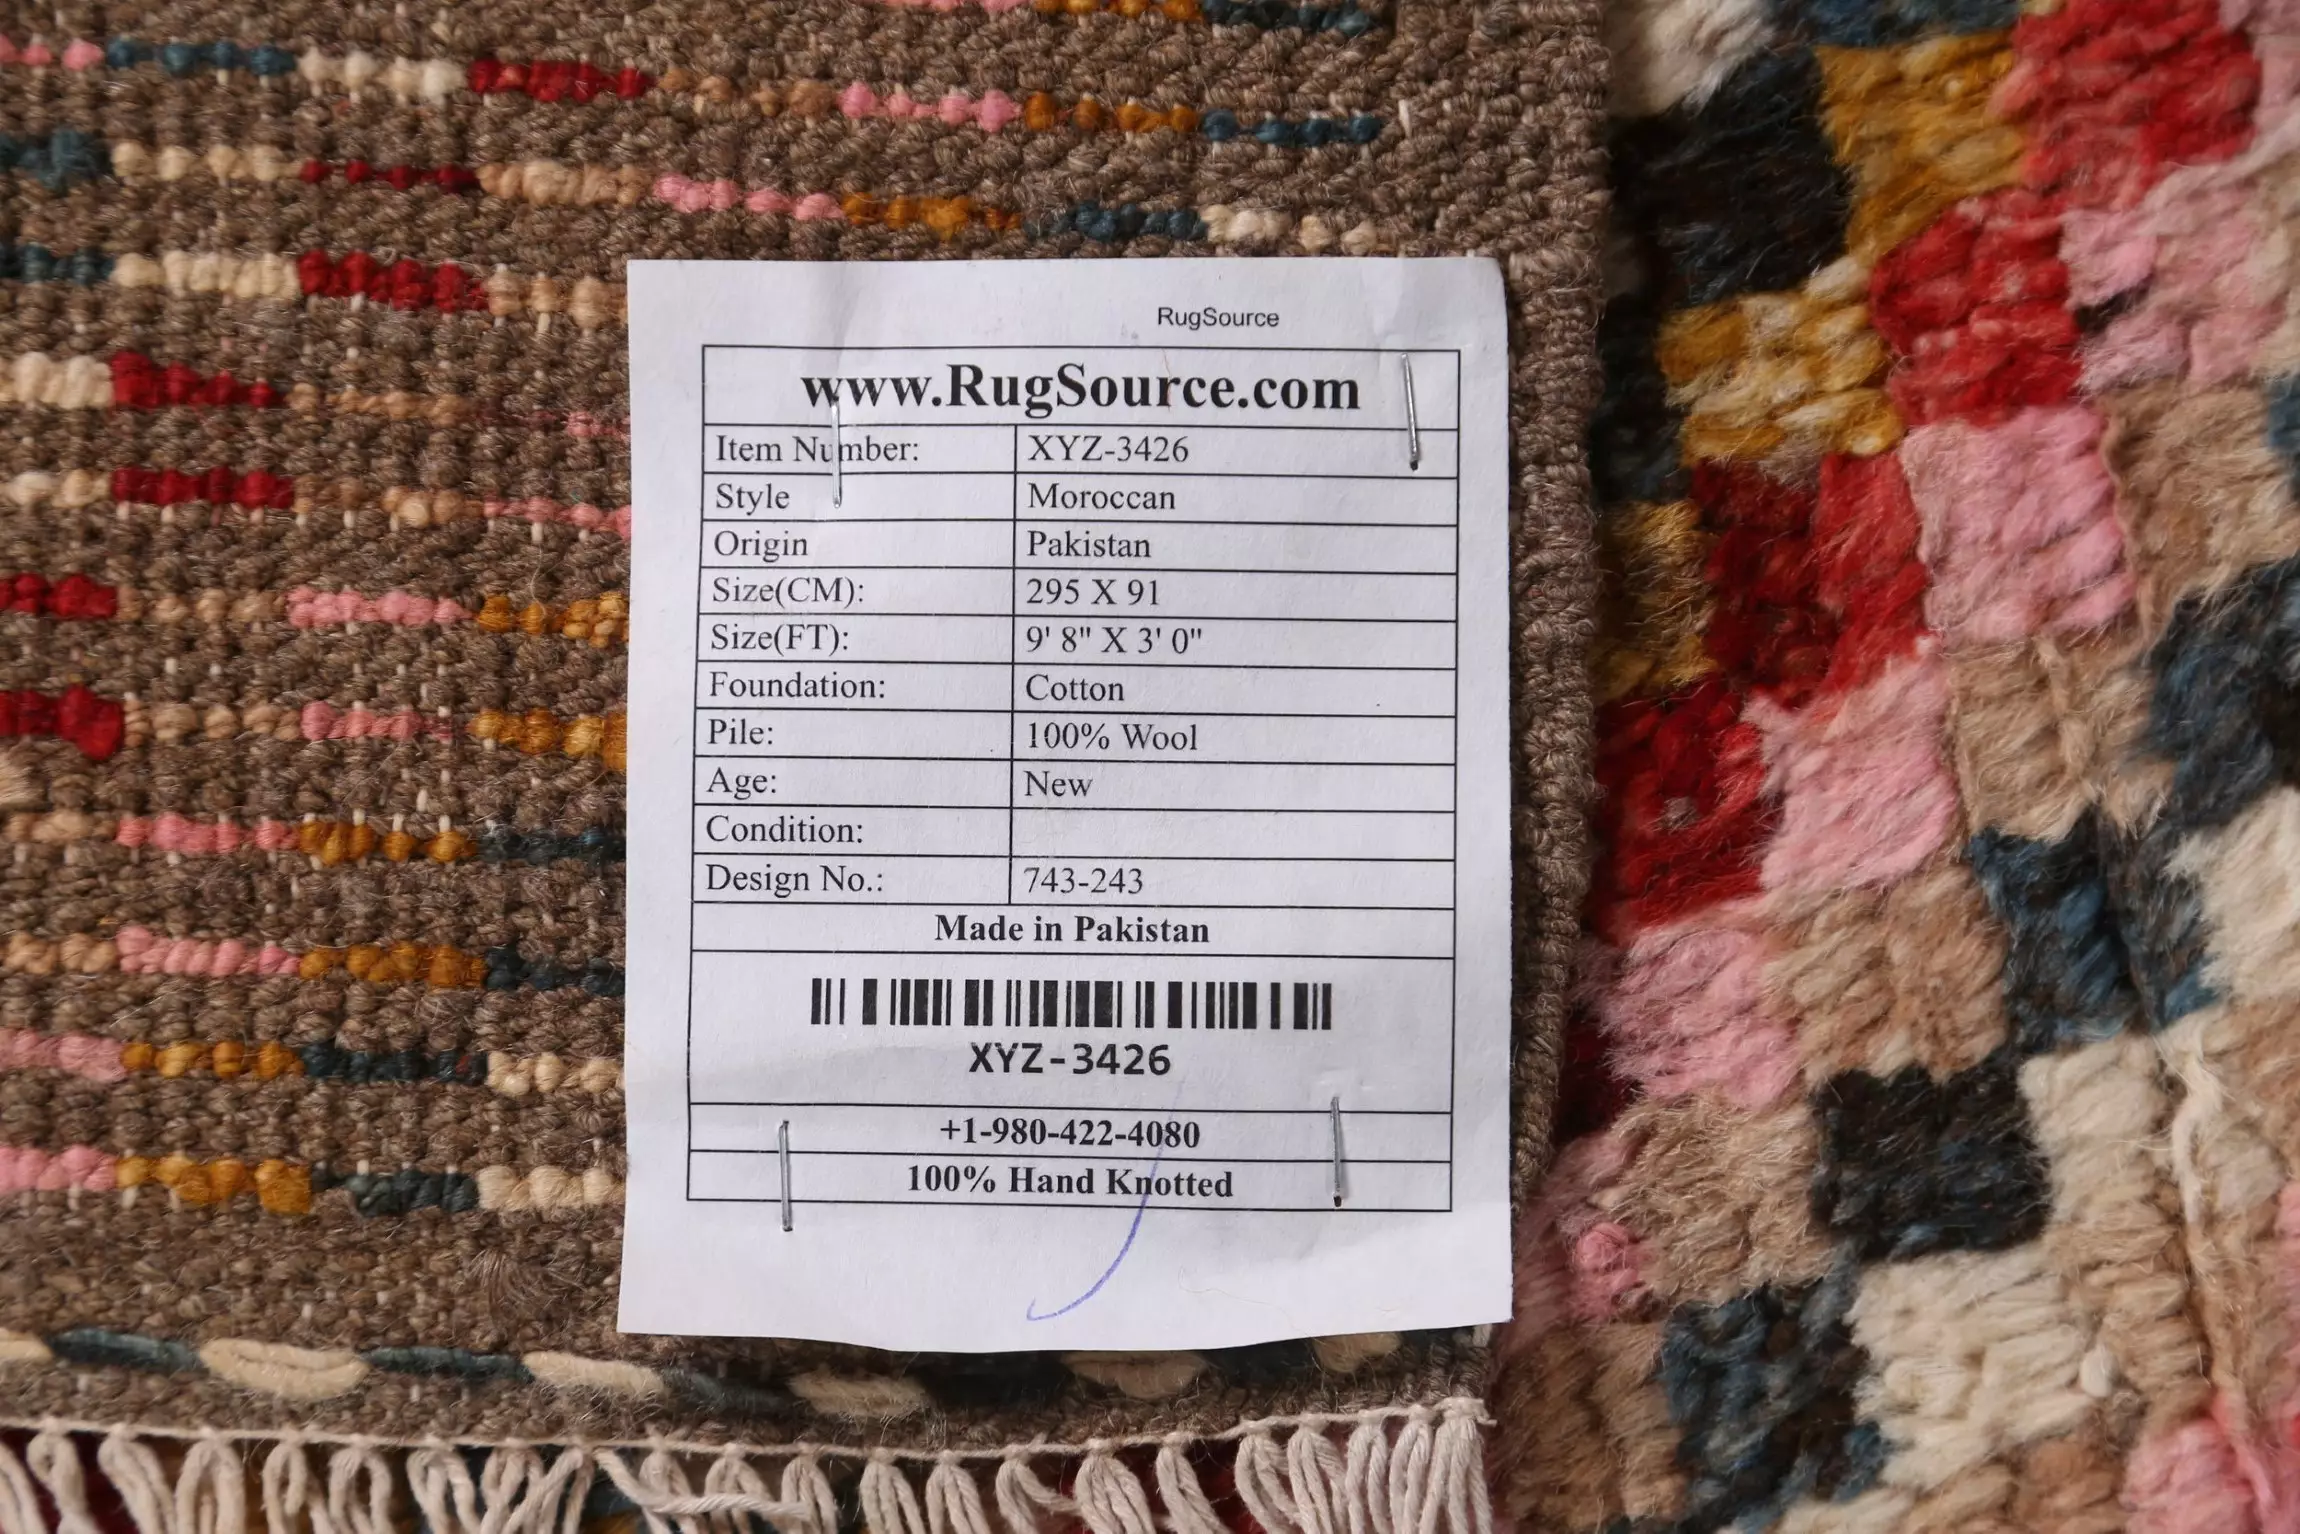 RugSource
www.RugSource.com
Item Number: XYZ-3426
Style Moroccan
Origin Pakistan
Size(CM): 295 X 91
Size(FT): 9' 8" X 3' 0"
Foundation: Cotton
Pile: 100% Wool
Age: New
Condition:
Design No.: 743-243
Made in Pakistan
XYZ-3426
+1-980-422-4080
100% Hand Knotted